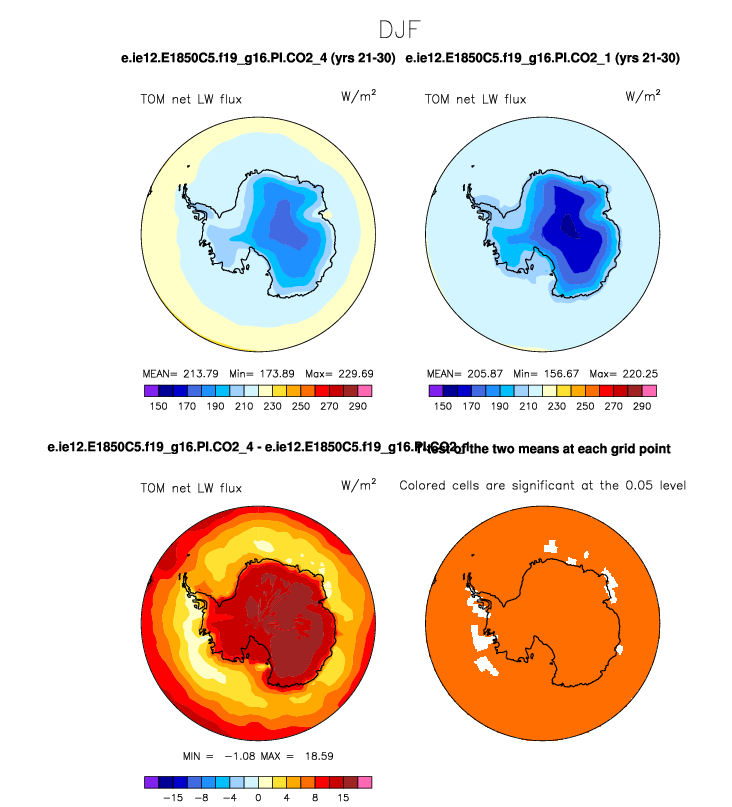 DJF
e.ie12.E1850C5.f19_g16.PI.CO2_4 (yrs 21-30) e.ie12.E1850C5.f19_g16.PI.CO2_1 (yrs 21-30)
TOM net LW flux W/m² TOM net LW flux W/m²
MEAN= 213.79 Min= 173.89 Max= 229.69 MEAN= 205.87 Min= 156.67 Max= 220.25
150 170 190 210 230 250 270 290 150 170 190 210 230 250 270 290
e.ie12.E1850C5.f19_g16.PI.CO2_4 - e.ie12.E1850C5.f19_g16.PI.CO2_1 T-test of the two means at each grid point
TOM net LW flux W/m² Colored cells are significant at the 0.05 level
MIN = -1.08 MAX = 18.59
-15 -8 -4 0 4 8 15